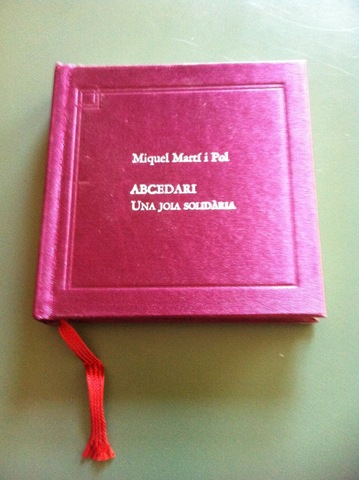 Miquel Martí i Pol
ABCEDARI
UNA JOIA SOLIDÀRIA